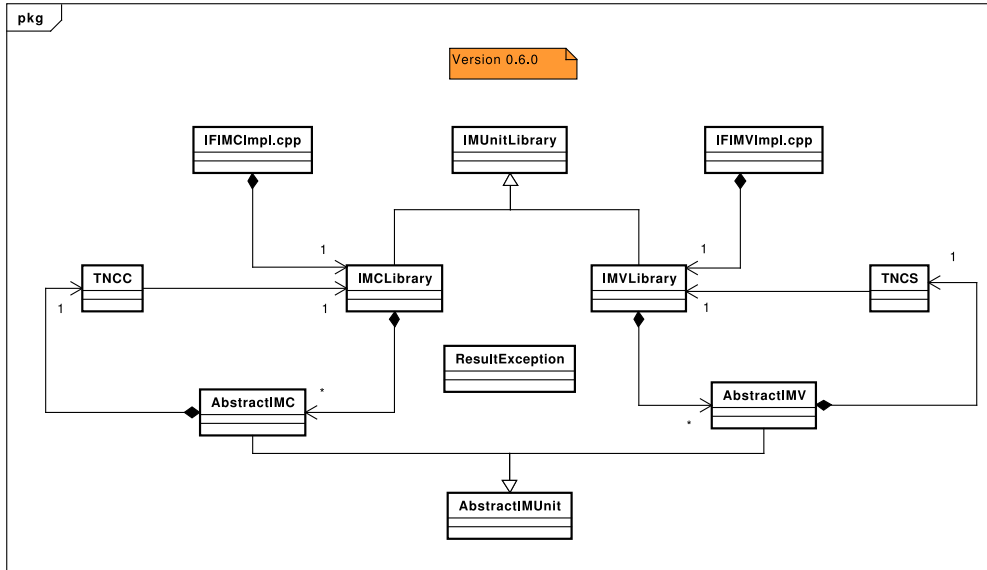 pkg
Version 0.6.0
IFIMCImpl.cpp
IMUnitLibrary
IFIMVImpl.cpp
1
1
1
TNCC
IMCLibrary
IMVLibrary
TNCS
1
1
1
ResultException
*
AbstractIMC
AbstractIMV
*
AbstractIMUnit